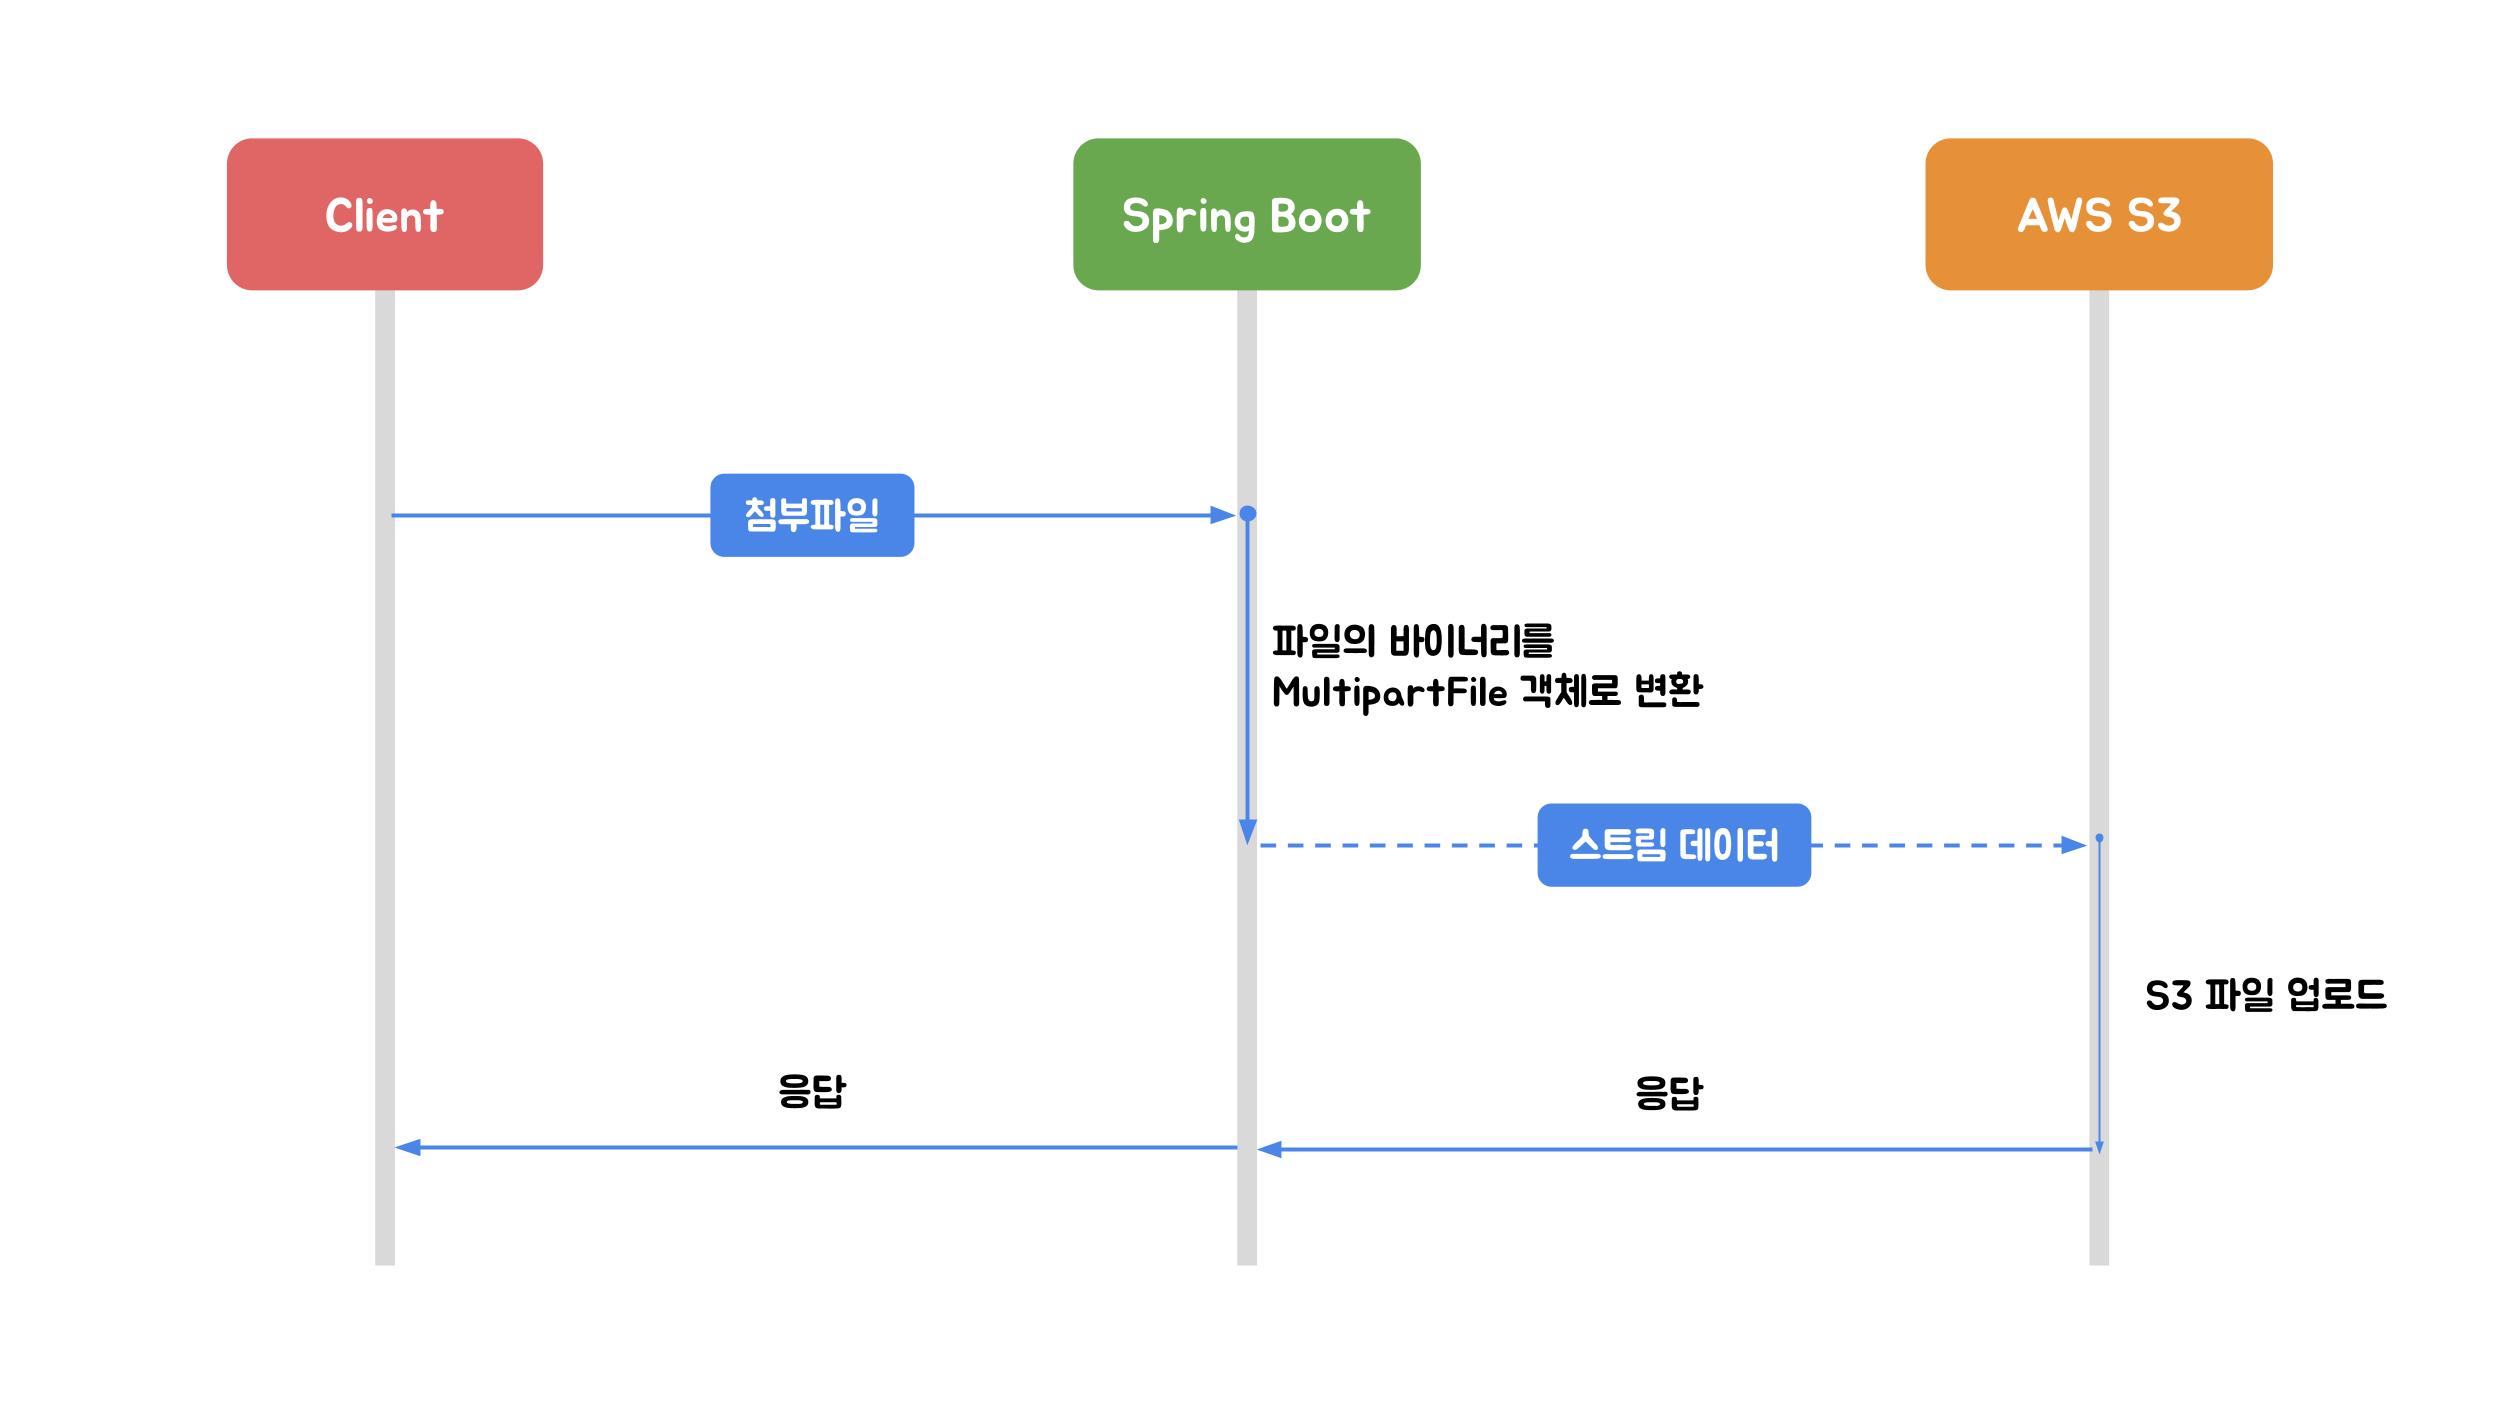 Client
Spring Boot
AWS S3
첨부파일
파일의 바이너리를
MultipartFile 객체로 변환
스트림 데이터
S3 파일 업로드
응답
응답